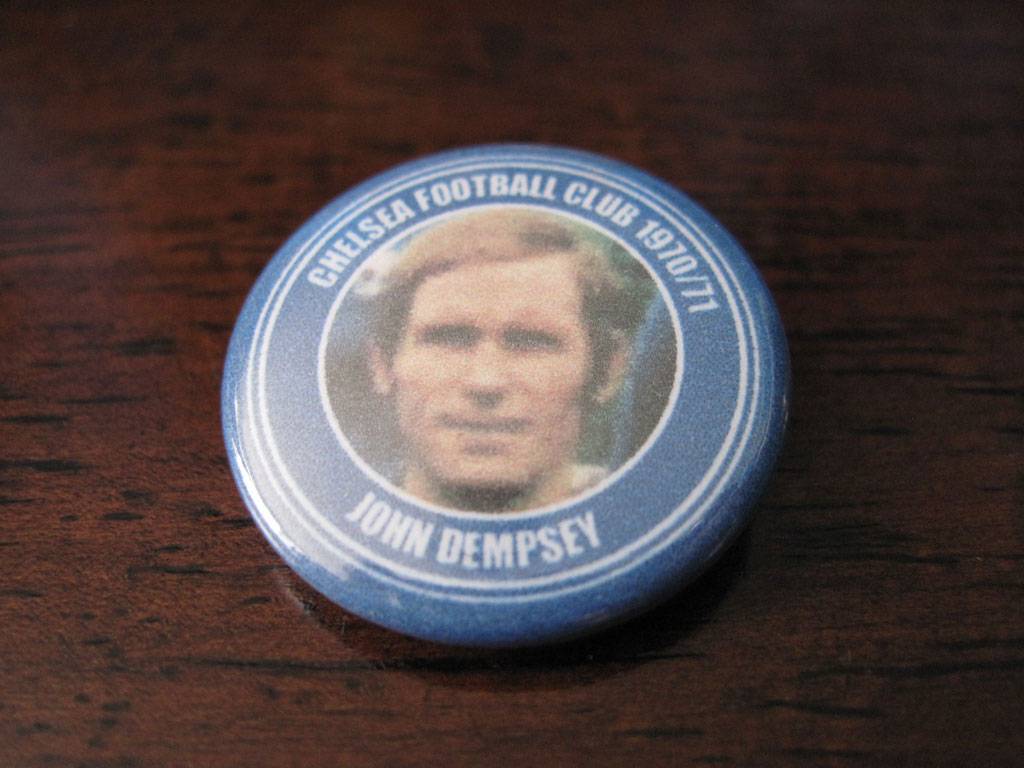 CHELSEA FOOTBALL CLUB 1970/71
JOHN DEMPSEY